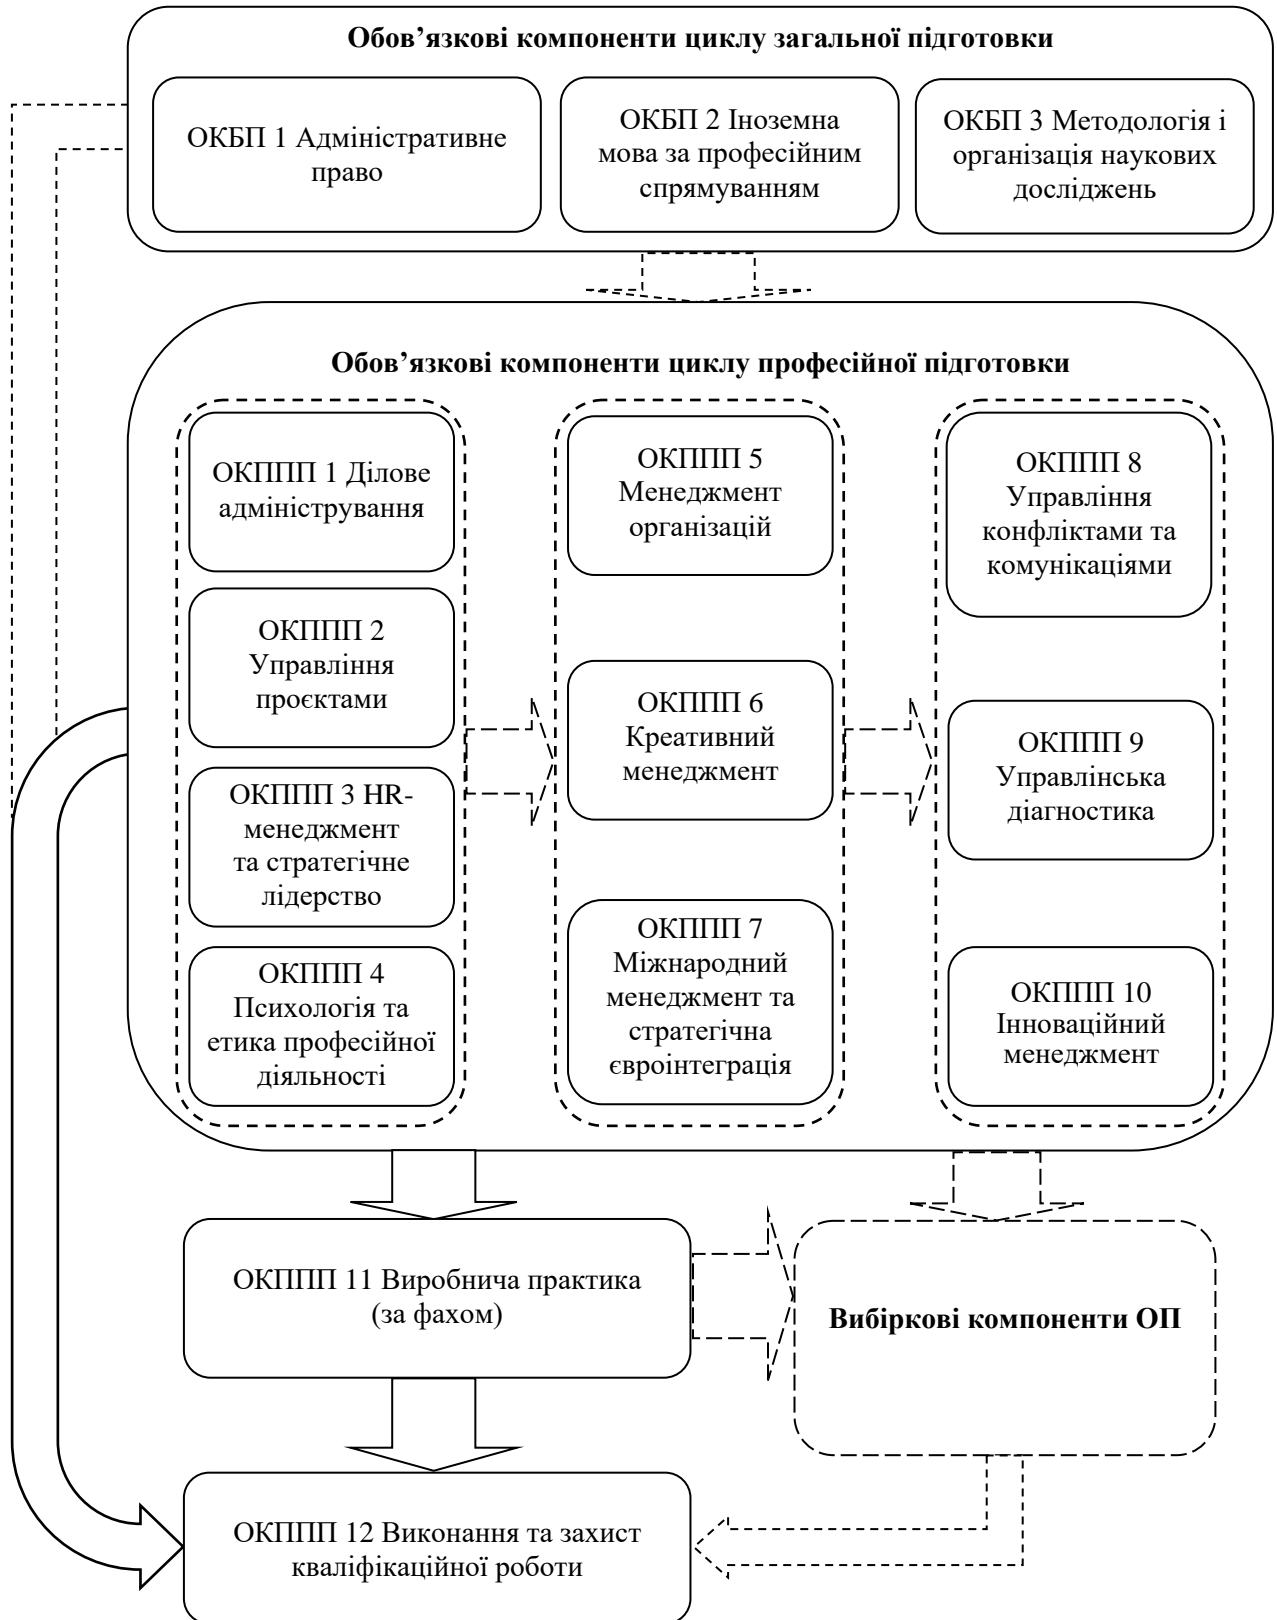 Обов’язкові компоненти циклу загальної підготовки
ОКБП 1 Адміністративне
право
ОКБП 2 Іноземна
мова за професійним
спрямуванням
ОКБП 3 Методологія і
організація наукових
досліджень
Обов’язкові компоненти циклу професійної підготовки
ОКППП 1 Ділове
адміністрування
ОКППП 2
Управління
проєктами
ОКППП 3 HR-
менеджмент
та стратегічне
лідерство
ОКППП 4
Психологія та
етика професійної
діяльності
ОКППП 5
Менеджмент
організацій
ОКППП 6
Креативний
менеджмент
ОКППП 7
Міжнародний
менеджмент та
стратегічна
євроінтеграція
ОКППП 8
Управління
конфліктами та
комунікаціями
ОКППП 9
Управлінська
діагностика
ОКППП 10
Інноваційний
менеджмент
ОКППП 11 Виробнича практика
(за фахом)
Вибіркові компоненти ОП
ОКППП 12 Виконання та захист
кваліфікаційної роботи